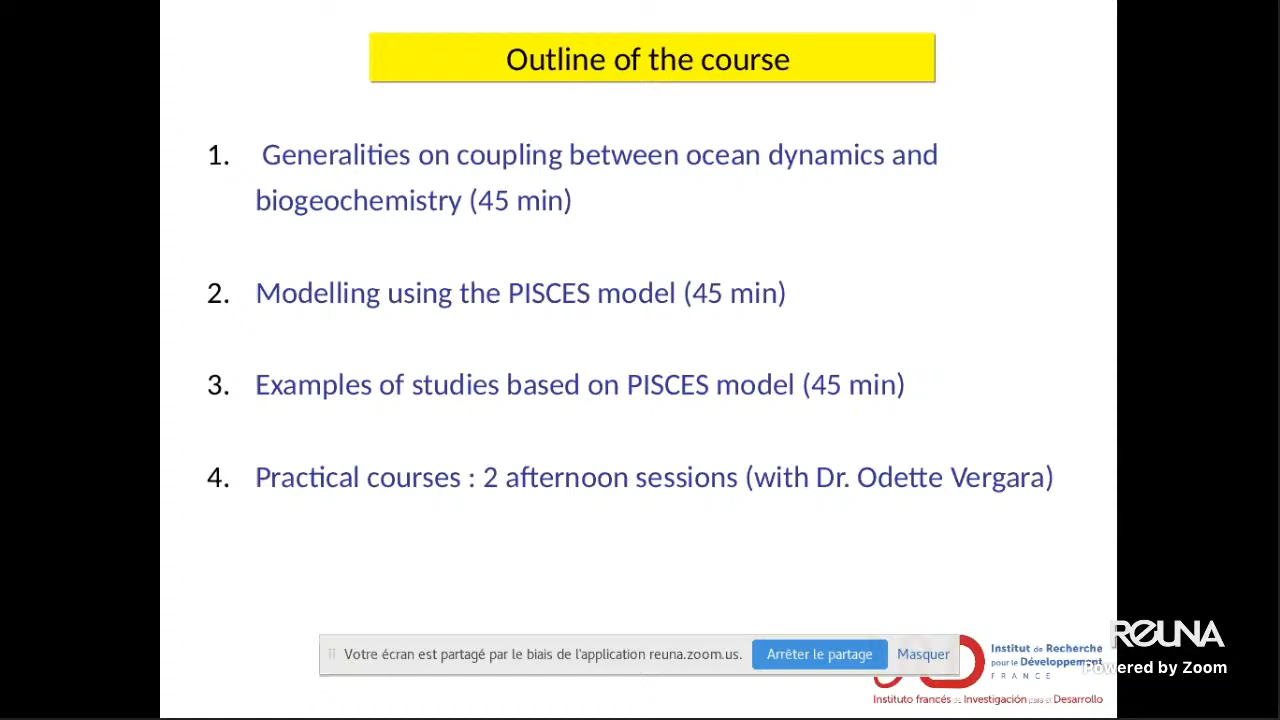 Outline of the course
1. Generalities on coupling between ocean dynamics and
biogeochemistry (45 min)
2. Modelling using the PISCES model (45 min)
3. Examples of studies based on PISCES model (45 min)
4. Practical courses : 2 afternoon sessions (with Dr. Odette Vergara)
Votre écran est partagé par le biais de l'application reuna.zoom.us. Arrêter le partage Masquer
Institut de Recherche
pour le Développement
FRANCE
Instituto francés de Investigación para el Desarrollo
REUNA
Powered by Zoom